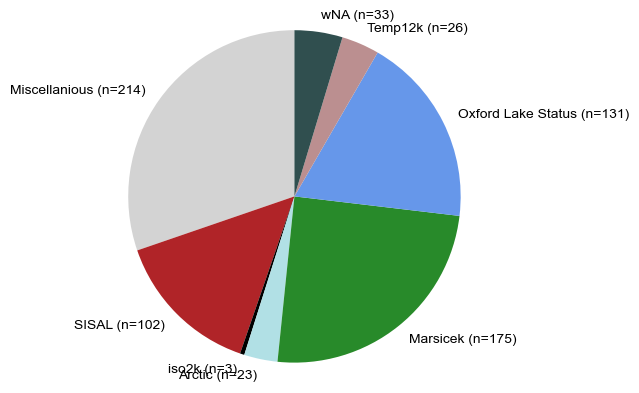 wNA (n=33)
Temp12k (n=26)
Miscellanious (n=214)
Oxford Lake Status (n=131)
SISAL (n=102)
Marsicek (n=175)
iso2k (n=3)
Arctic (n=23)